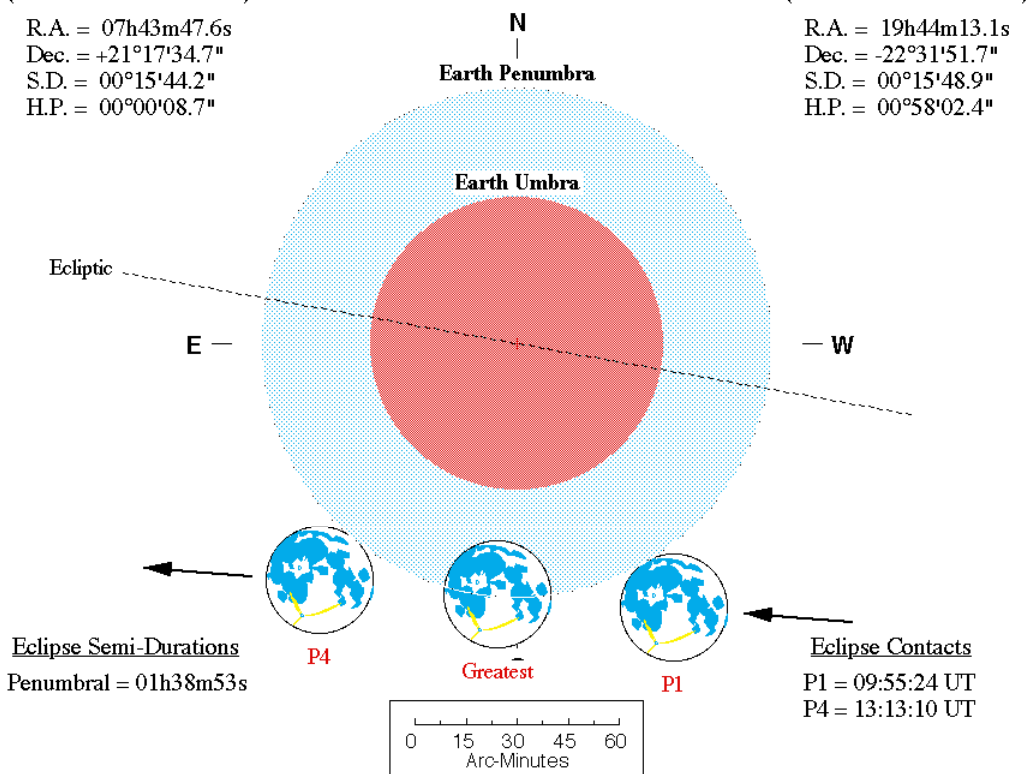 R.A. = 07h43m47.6s
Dec. = +21°17'34.7"
S.D. = 00°15'44.2"
H.P. = 00°00'08.7"
N
R.A. = 19h44m13.1s
Dec. = -22°31'51.7"
S.D. = 00°15'48.9"
H.P. = 00°58'02.4"
Earth Penumbra
Earth Umbra
Ecliptic
E
W
P4
Greatest
P1
Eclipse Semi-Durations
Penumbral = 01h38m53s
Eclipse Contacts
P1 = 09:55:24 UT
P4 = 13:13:10 UT
0 15 30 45 60
Arc-Minutes